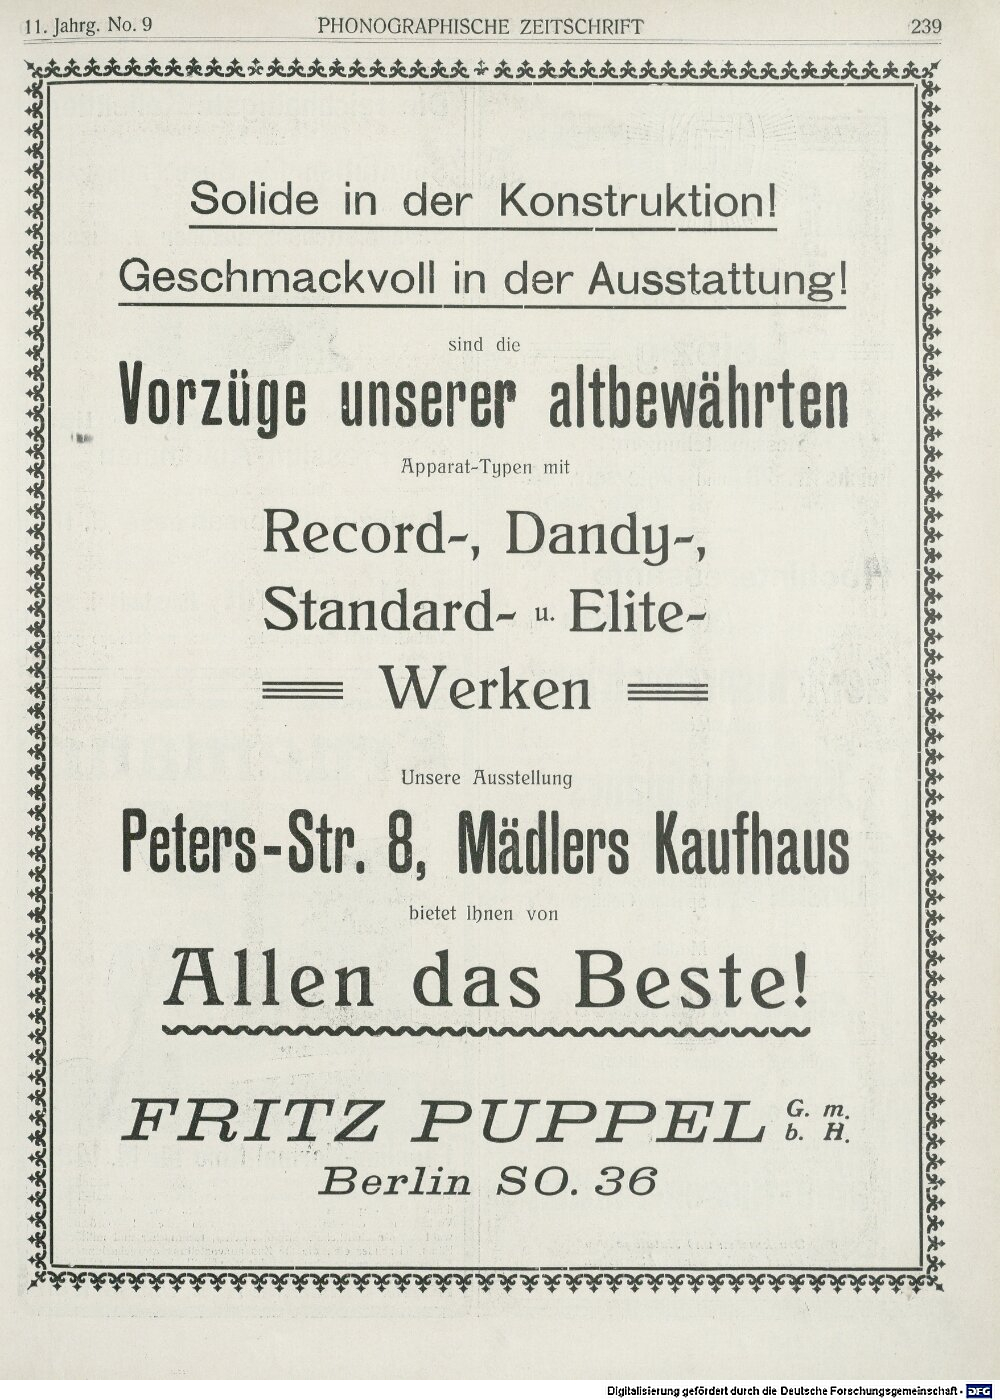 11. Jahrg. No. 9 PHONOGRAPHISCHE ZEITSCHRIFT 239
Solide in der Konstruktion!
Geschmackvoll in der Ausstattung!
sind die
Vorzüge unserer altbewährten
Apparat-Typen mit
Record-, Dandy-,
Standard- u. Elite-
Werken
Unsere Ausstellung
Peters-Str. 8, Mädlers Kaufhaus
bietet Ihnen von
Allen das Beste!
FRITZ PUPPEL G. m. b. H.
Berlin SO. 36
Digitalisierung gefördert durch die Deutsche Forschungsgemeinschaft - DFG